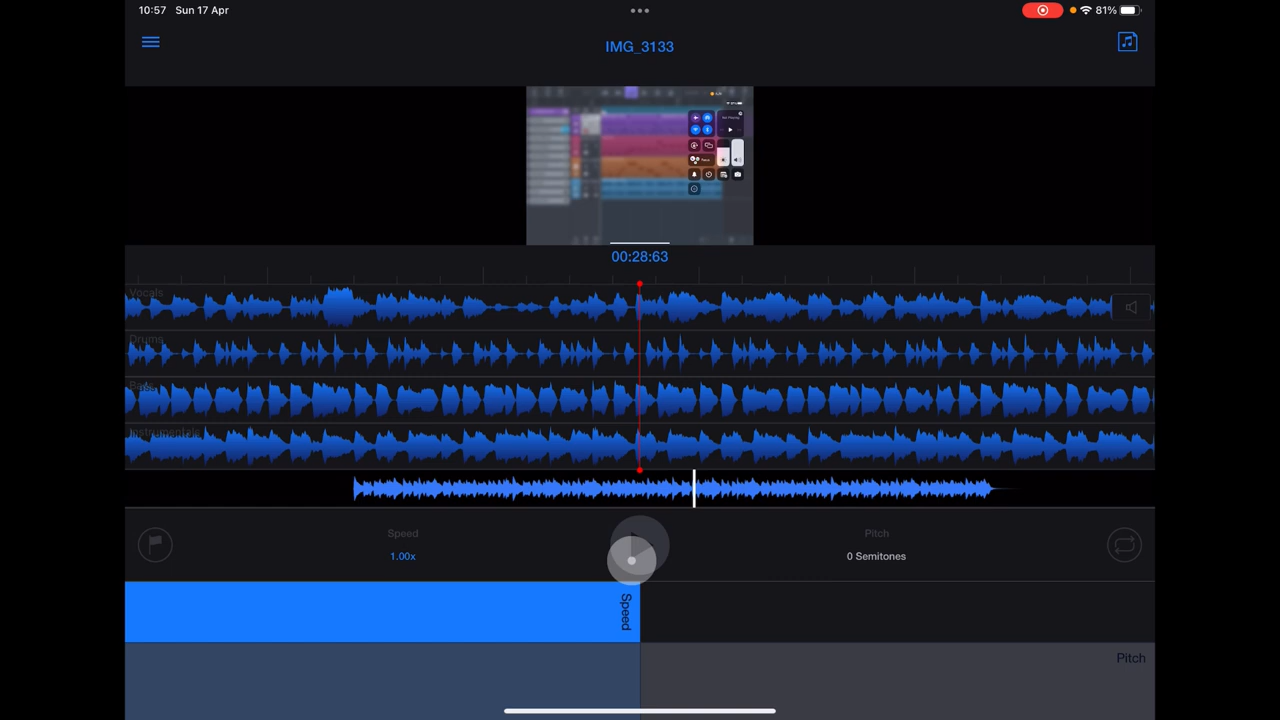 10:57 Sun 17 Apr
81%
IMG_3133
00:28:63
Vocals
Drums
Instrumentals
Speed
1.00x
Pitch
0 Semitones
Speed
Pitch